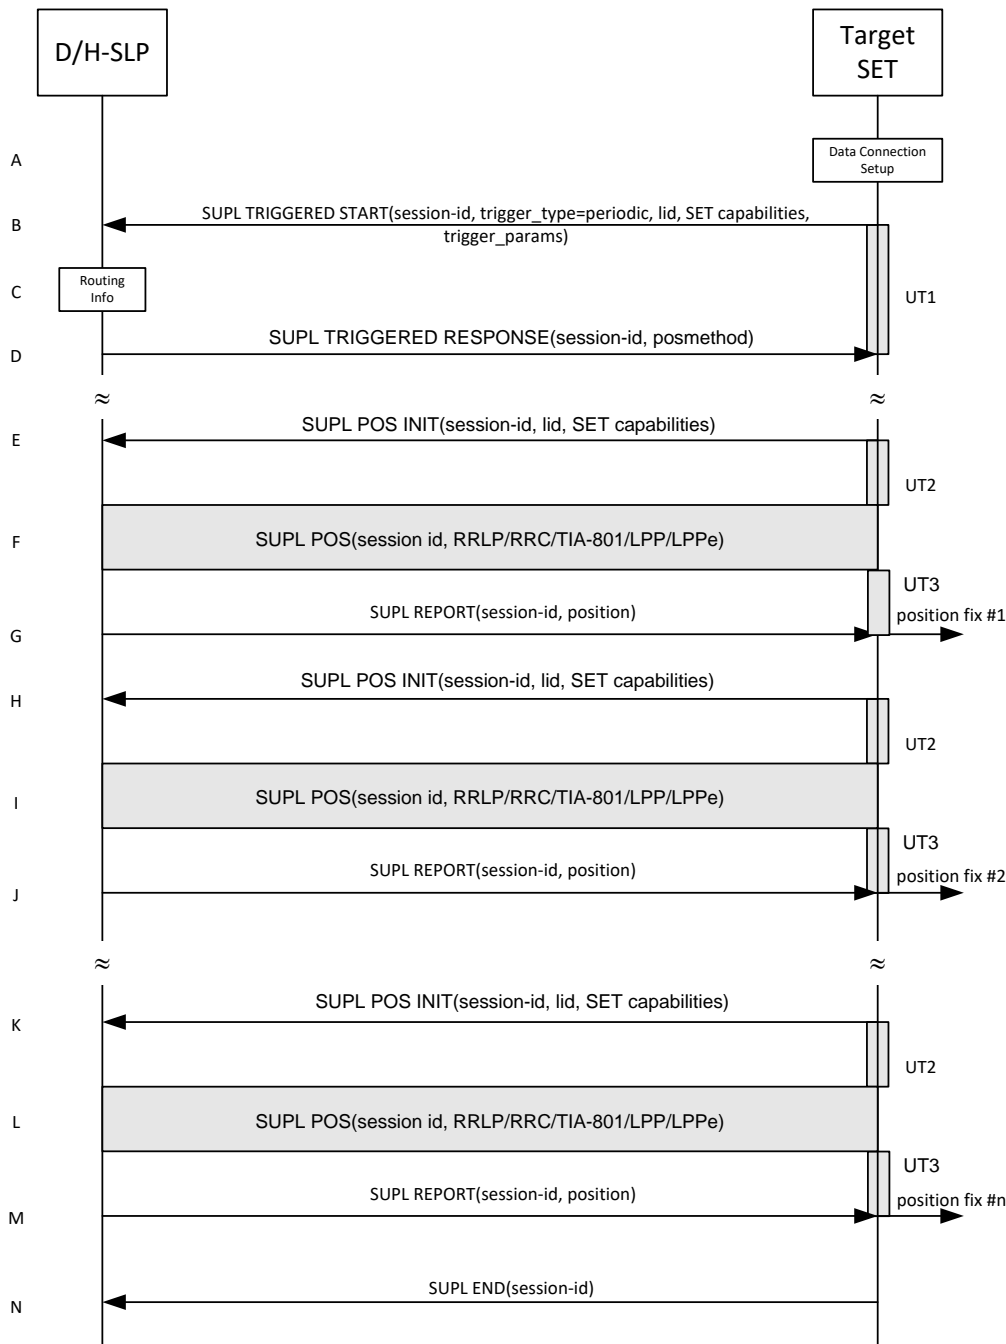 D/H-SLP
Target
SET
A
Data Connection
Setup
B
SUPL TRIGGERED START(session-id, trigger_type=periodic, lid, SET capabilities,
trigger_params)
C
Routing
Info
UT1
D
SUPL TRIGGERED RESPONSE(session-id, posmethod)
≈
≈
E
SUPL POS INIT(session-id, lid, SET capabilities)
UT2
F
SUPL POS(session id, RRLP/RRC/TIA-801/LPP/LPPe)
UT3
G
SUPL REPORT(session-id, position)
position fix #1
H
SUPL POS INIT(session-id, lid, SET capabilities)
UT2
I
SUPL POS(session id, RRLP/RRC/TIA-801/LPP/LPPe)
UT3
J
SUPL REPORT(session-id, position)
position fix #2
≈
≈
K
SUPL POS INIT(session-id, lid, SET capabilities)
UT2
L
SUPL POS(session id, RRLP/RRC/TIA-801/LPP/LPPe)
UT3
M
SUPL REPORT(session-id, position)
position fix #n
N
SUPL END(session-id)